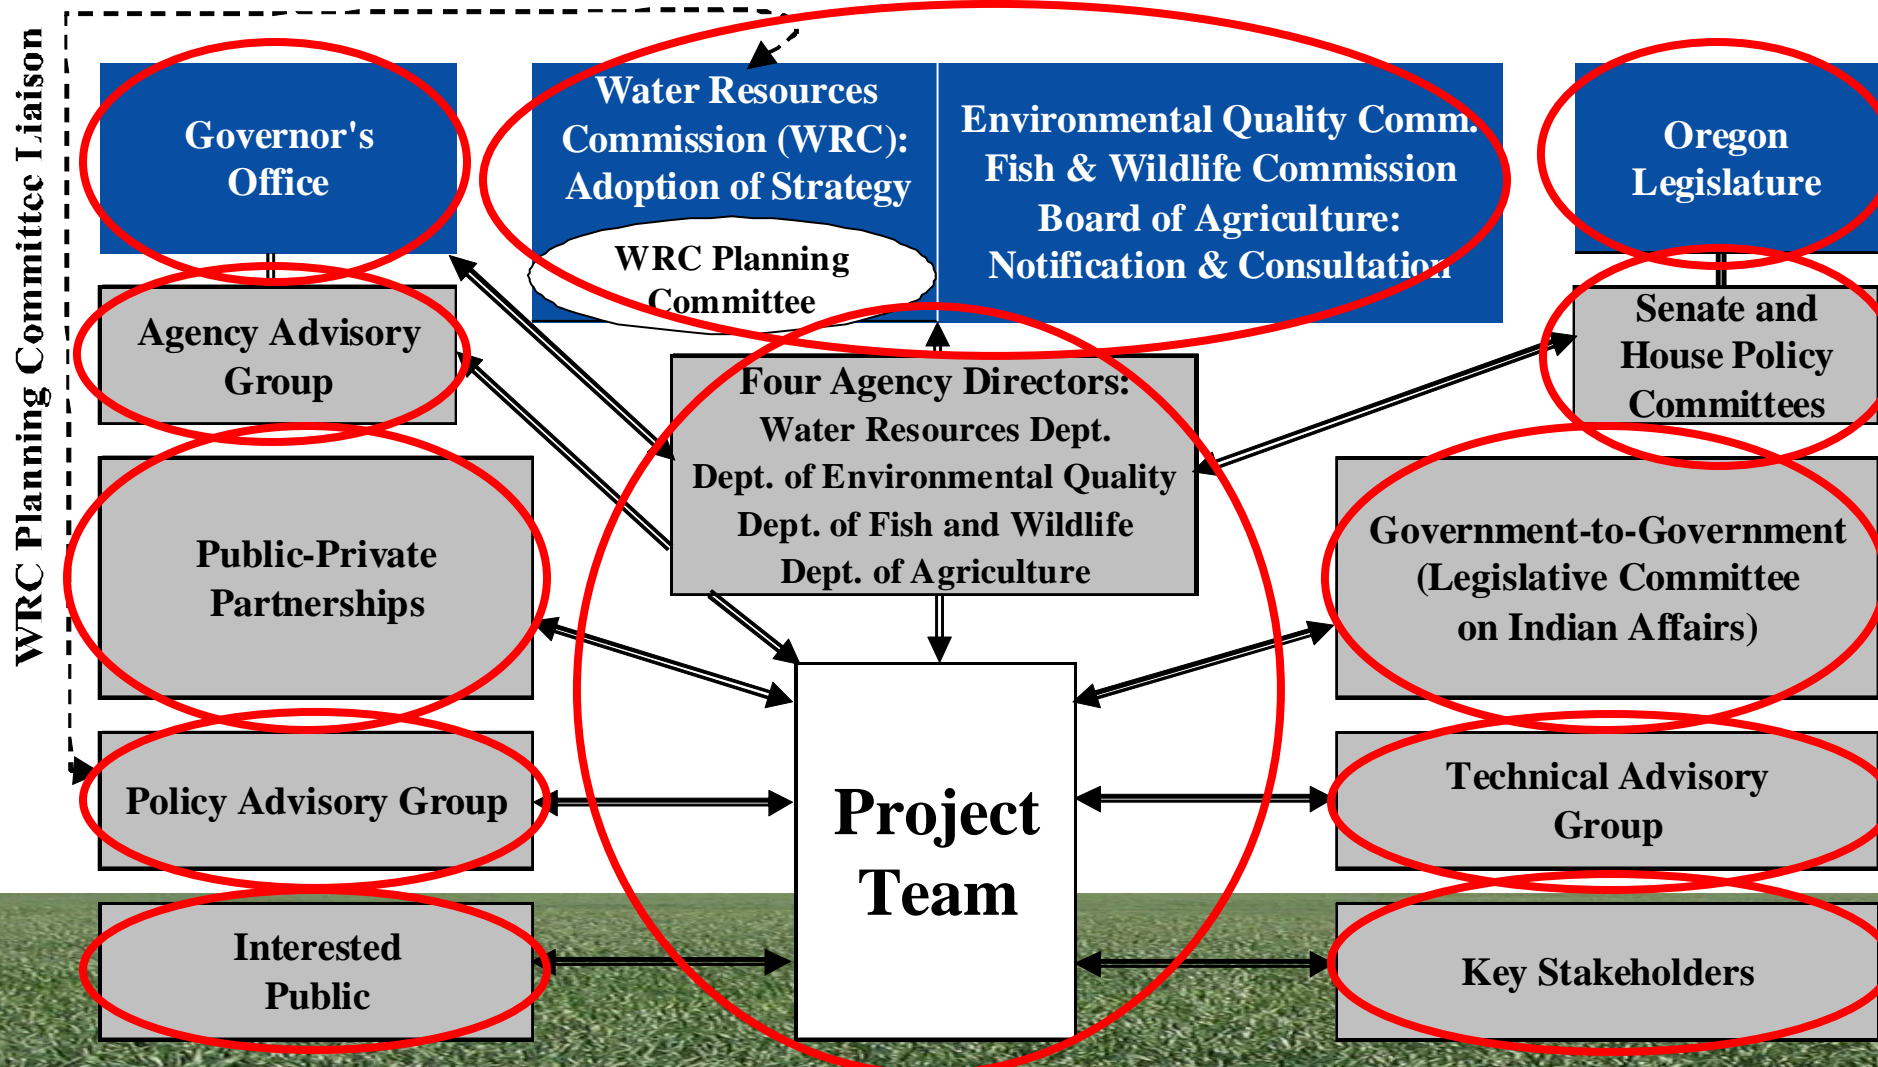 WRC Planning Committee Liaison
Governor's
Office
Water Resources
Commission (WRC):
Adoption of Strategy
WRC Planning
Committee
Environmental Quality Comm.
Fish & Wildlife Commission
Board of Agriculture:
Notification & Consultation
Oregon
Legislature
Agency Advisory
Group
Four Agency Directors:
Water Resources Dept.
Dept. of Environmental Quality
Dept. of Fish and Wildlife
Dept. of Agriculture
Senate and
House Policy
Committees
Public-Private
Partnerships
Government-to-Government
(Legislative Committee
on Indian Affairs)
Policy Advisory Group
Project
Team
Technical Advisory
Group
Interested
Public
Key Stakeholders